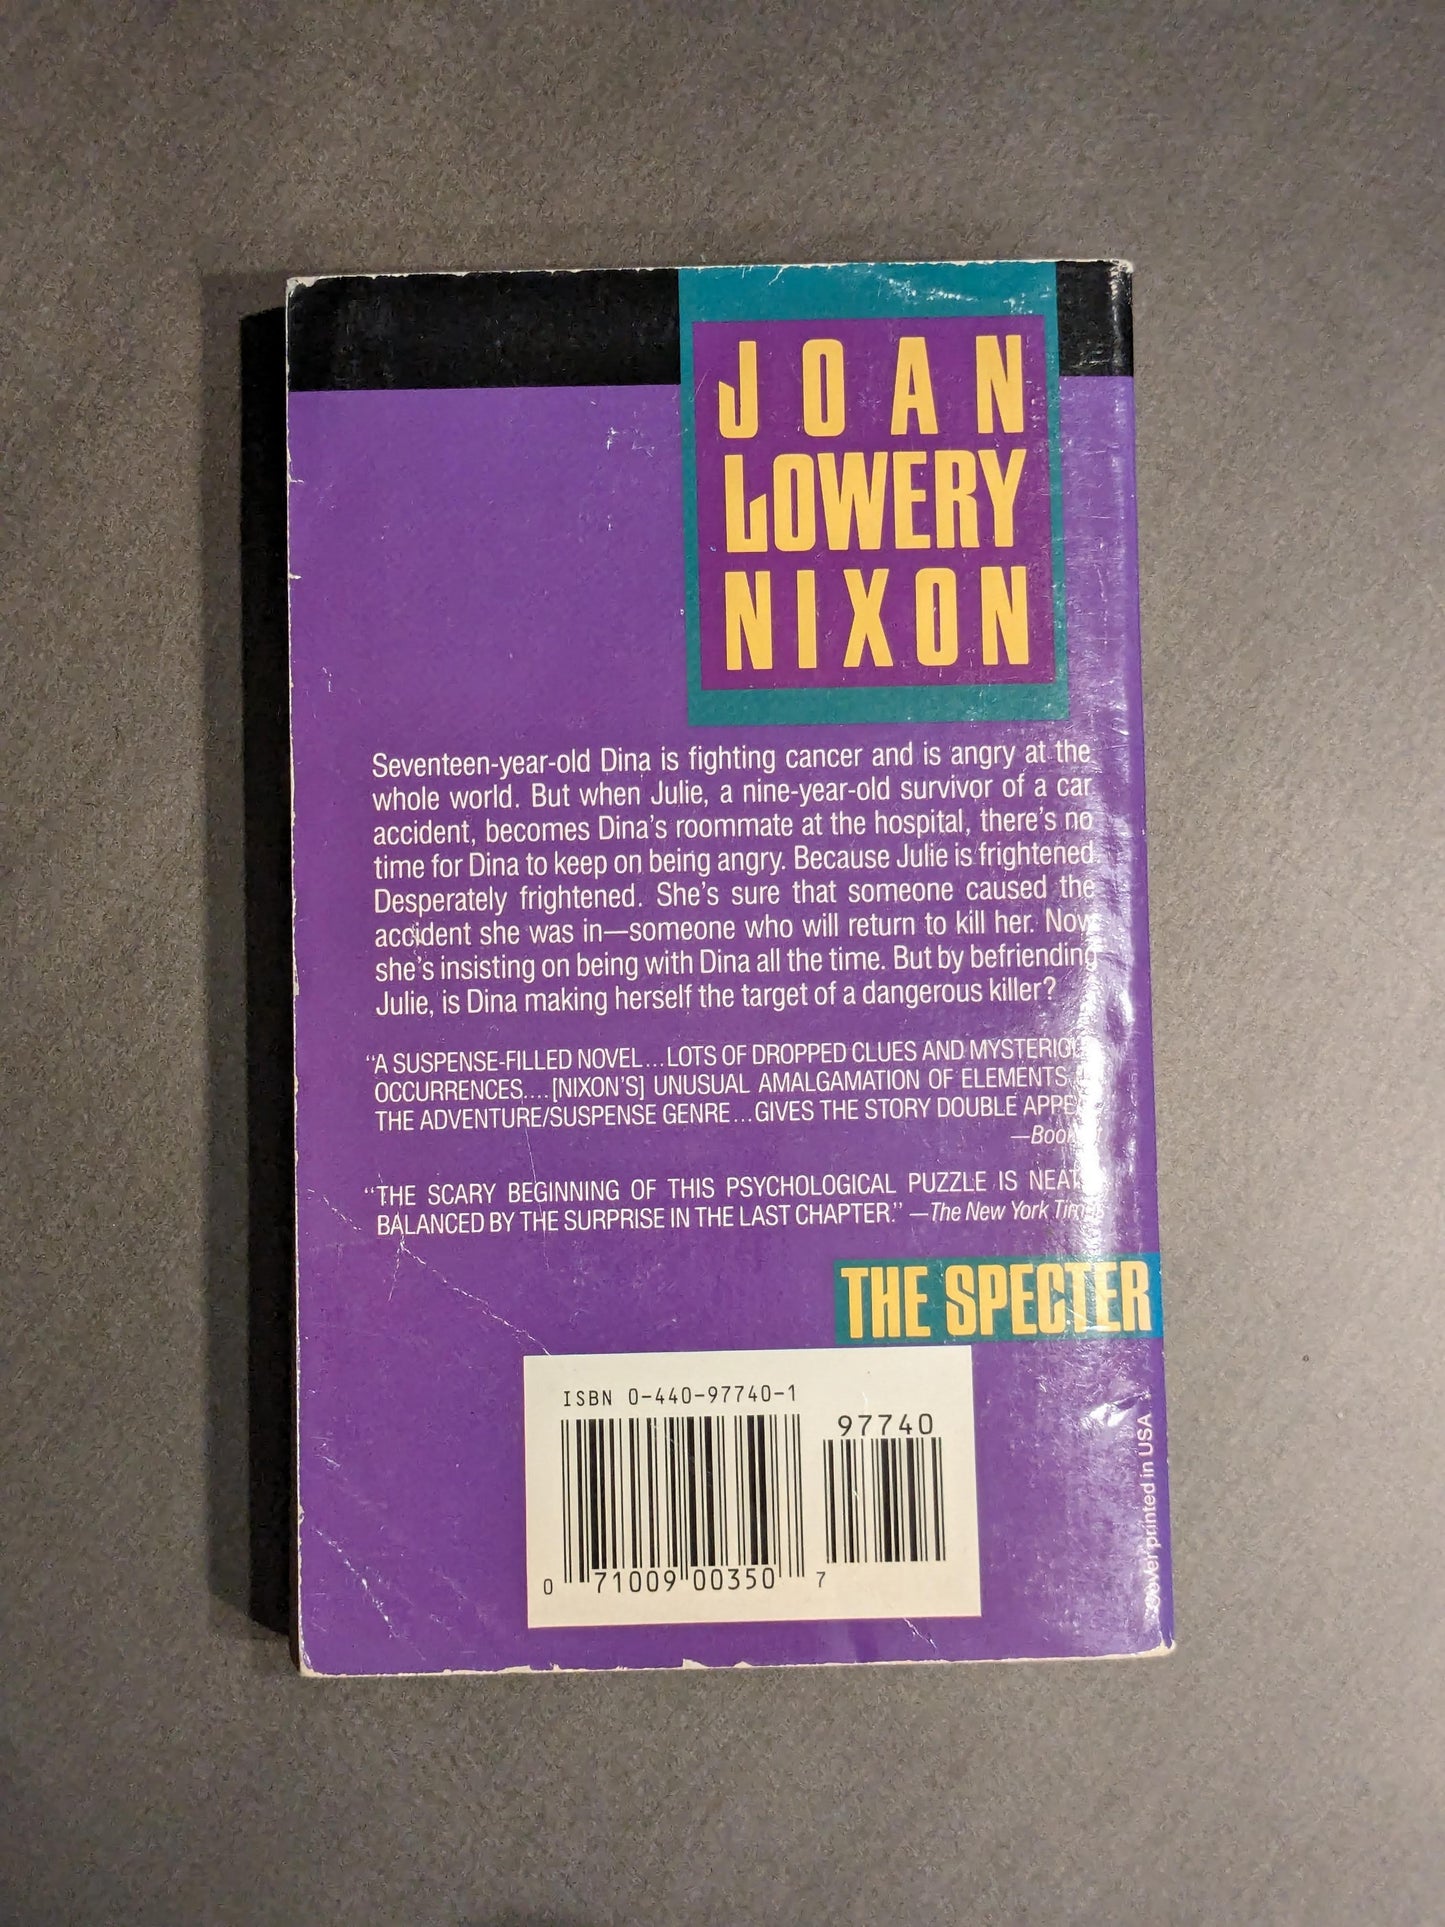 JOAN
LOWERY
NIXON
Seventeen-year-old Dina is fighting cancer and is angry at the
whole world. But when Julie, a nine-year-old survivor of a car
accident, becomes Dina's roommate at the hospital, there's no
time for Dina to keep on being angry. Because Julie is frightened.
Desperately frightened. She's sure that someone caused the
accident she was in—someone who will return to kill her. Now
she's insisting on being with Dina all the time. But by befriending
Julie, is Dina making herself the target of a dangerous killer?
“A SUSPENSE-FILLED NOVEL...LOTS OF DROPPED CLUES AND
OCCURRENCES....[NIXON'S] UNUSUAL AMALGAMATION OF ELEMENTS
THE ADVENTURE/SUSPENSE GENRE...GIVES THE STORY DOUBLE
“THE SCARY BEGINNING OF THIS PSYCHOLOGICAL PUZZLE IS
BALANCED BY THE SURPRISE IN THE LAST CHAPTER.” —The New York
THE SPECTER
ISBN 0-440-97740-1
97740
0 71009 00350 7
Cover printed in USA